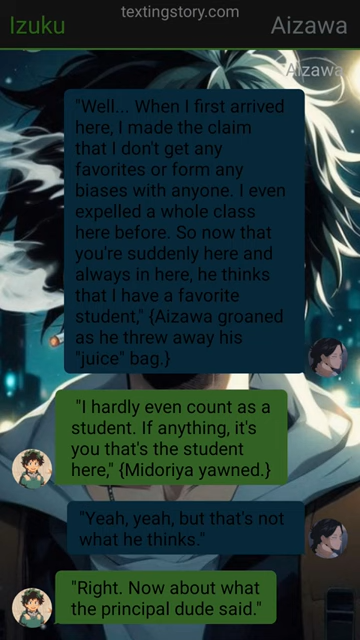 textingstory.com
Izuku
Aizawa
Aizawa
"Well... When I first arrived
here, I made the claim
that I don't get any
favorites or form any
biases with anyone. I even
expelled a whole class
here before. So now that
you're suddenly here and
always in here, he thinks
that I have a favorite
student," {Aizawa groaned
as he threw away his
"juice" bag.}
"I hardly even count as a
student. If anything, it's
you that's the student
here," {Midoriya yawned.}
"Yeah, yeah, but that's not
what he thinks."
"Right. Now about what
the principal dude said."